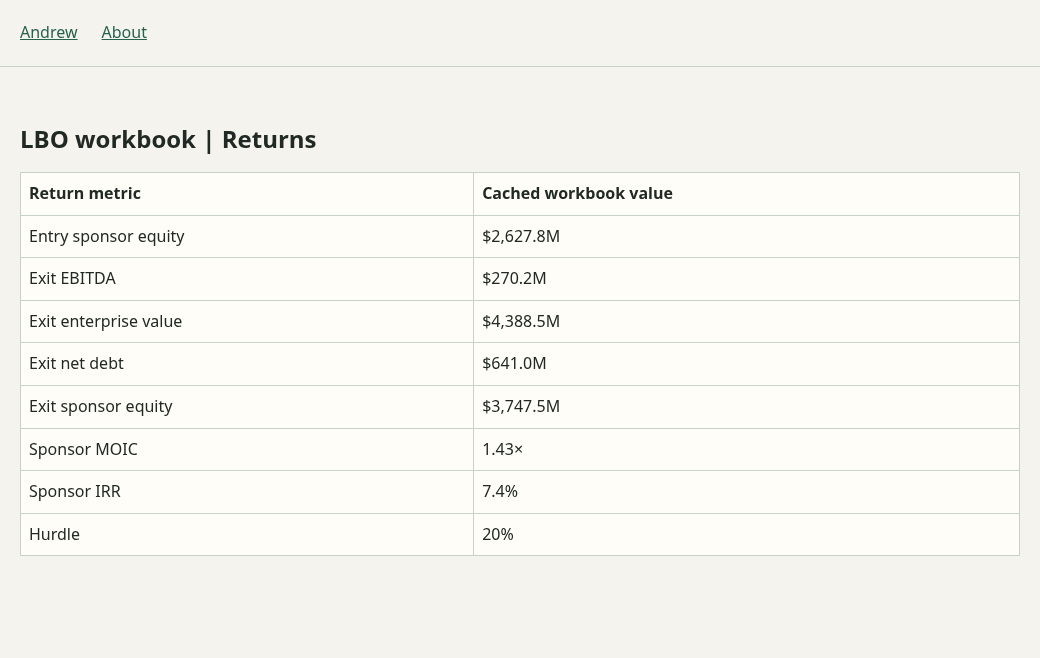 Andrew About
LBO workbook | Returns
Return metric Cached workbook value
Entry sponsor equity $2,627.8M
Exit EBITDA $270.2M
Exit enterprise value $4,388.5M
Exit net debt $641.0M
Exit sponsor equity $3,747.5M
Sponsor MOIC 1.43×
Sponsor IRR 7.4%
Hurdle 20%